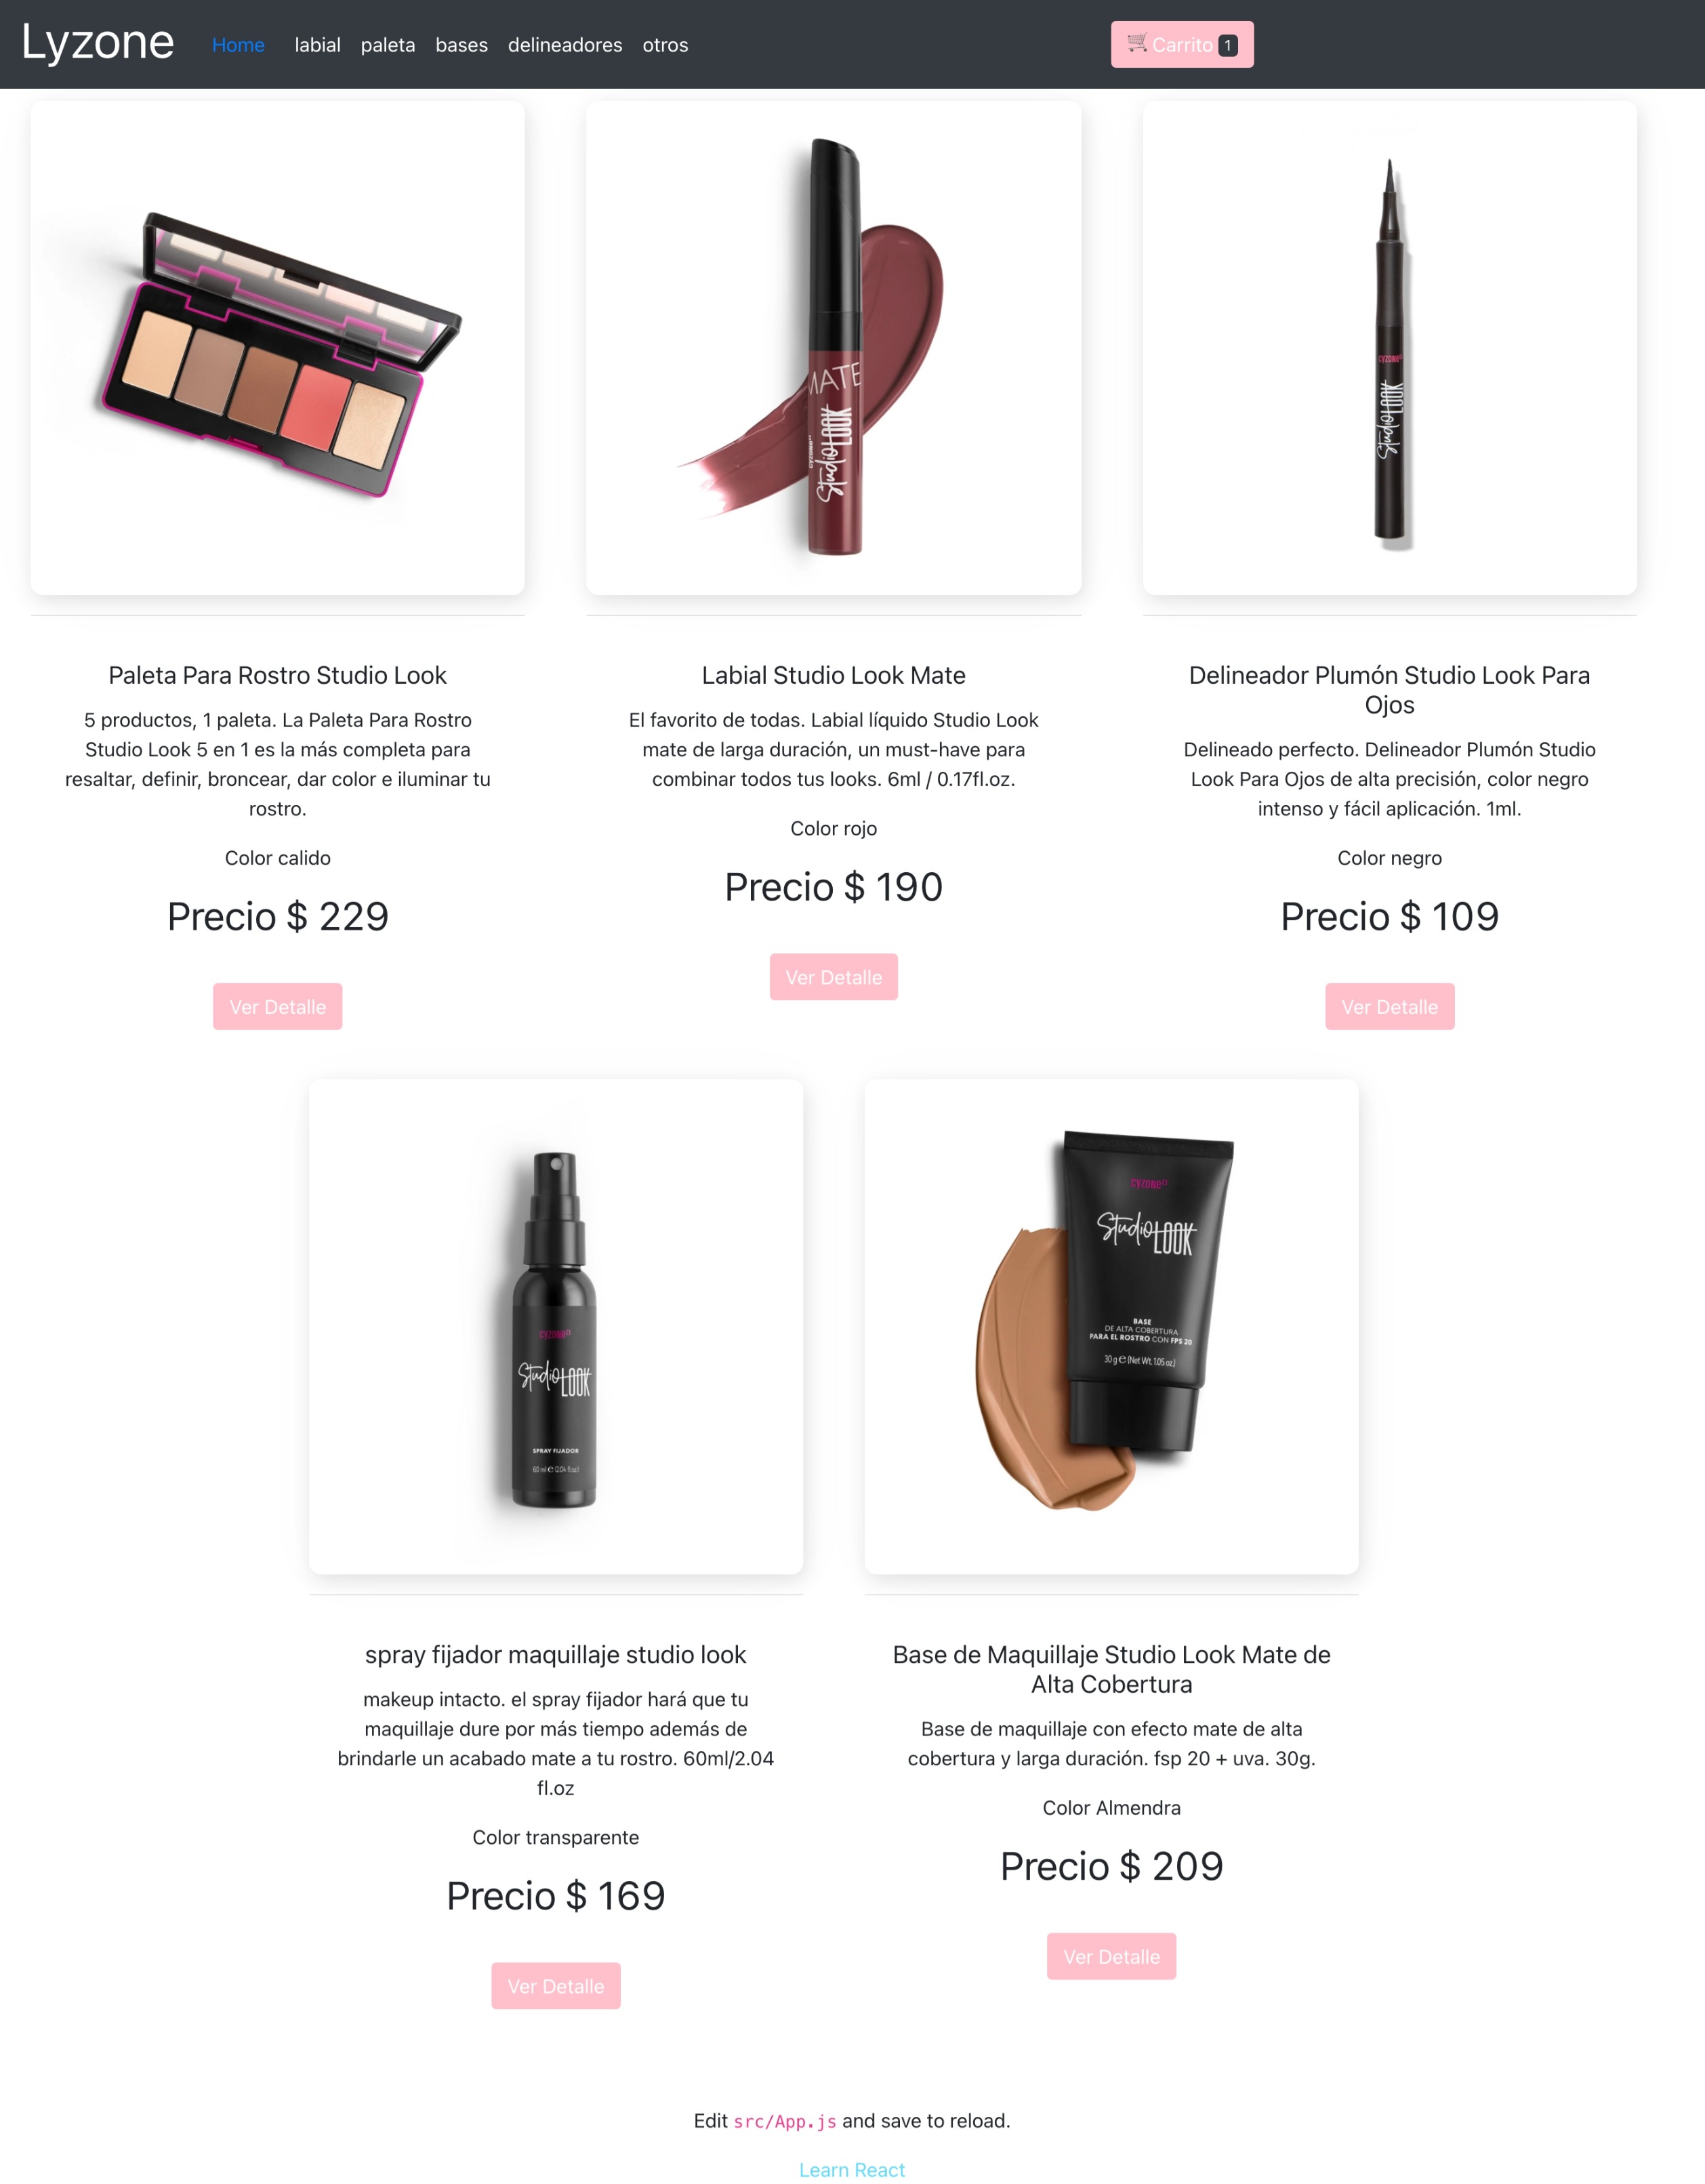 Lyzone
Home labial paleta bases delineadores otros
🛒 Carrito 1
MATE
StudioLOOK
cyzone
cyzone
StudioLOOK
Paleta Para Rostro Studio Look
5 productos, 1 paleta. La Paleta Para Rostro
Studio Look 5 en 1 es la más completa para
resaltar, definir, broncear, dar color e iluminar tu
rostro.
Color calido
Precio $ 229
Ver Detalle
Labial Studio Look Mate
El favorito de todas. Labial líquido Studio Look
mate de larga duración, un must-have para
combinar todos tus looks. 6ml / 0.17fl.oz.
Color rojo
Precio $ 190
Ver Detalle
Delineador Plumón Studio Look Para
Ojos
Delineado perfecto. Delineador Plumón Studio
Look Para Ojos de alta precisión, color negro
intenso y fácil aplicación. 1ml.
Color negro
Precio $ 109
Ver Detalle
cyzone
StudioLOOK
SPRAY FIJADOR
60 ml e (2.04 fl.oz.)
cyzone
StudioLOOK
BASE
DE ALTA COBERTURA
PARA EL ROSTRO CON FPS 20
30 g e (Net Wt. 1.05 oz.)
spray fijador maquillaje studio look
makeup intacto. el spray fijador hará que tu
maquillaje dure por más tiempo además de
brindarle un acabado mate a tu rostro. 60ml/2.04
fl.oz
Color transparente
Precio $ 169
Ver Detalle
Base de Maquillaje Studio Look Mate de
Alta Cobertura
Base de maquillaje con efecto mate de alta
cobertura y larga duración. fsp 20 + uva. 30g.
Color Almendra
Precio $ 209
Ver Detalle
Edit src/App.js and save to reload.
Learn React